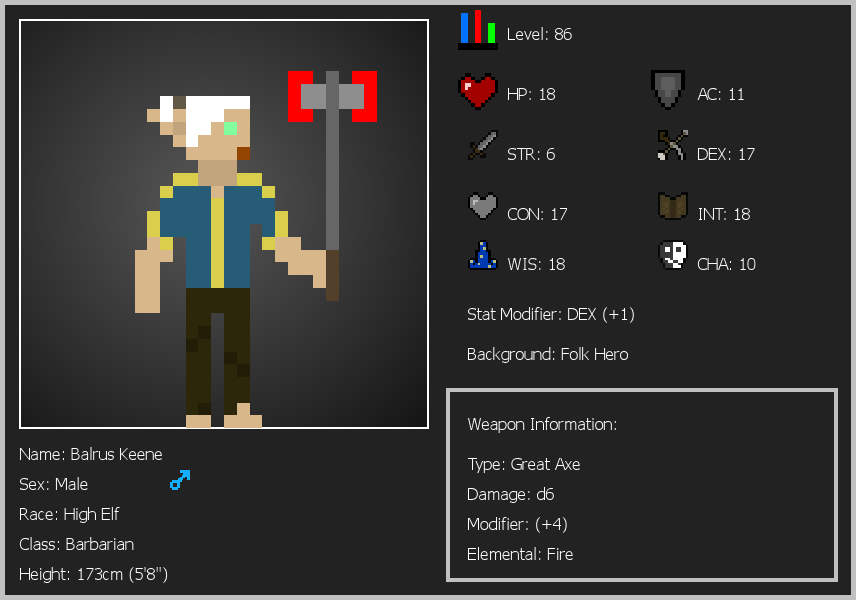 Level: 86
HP: 18
AC: 11
STR: 6
DEX: 17
CON: 17
INT: 18
WIS: 18
CHA: 10
Stat Modifier: DEX (+1)
Background: Folk Hero
Weapon Information:
Type: Great Axe
Damage: d6
Modifier: (+4)
Elemental: Fire
Name: Balrus Keene
Sex: Male
Race: High Elf
Class: Barbarian
Height: 173cm (5'8")